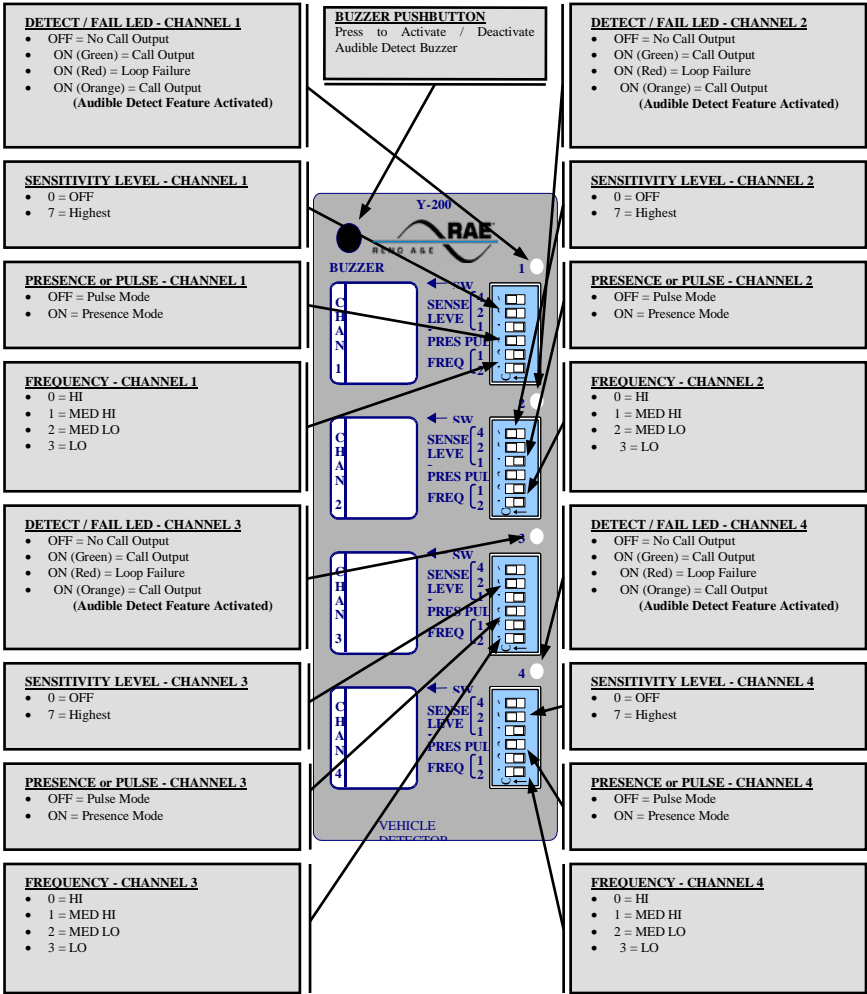 DETECT / FAIL LED - CHANNEL 1
• OFF = No Call Output
• ON (Green) = Call Output
• ON (Red) = Loop Failure
• ON (Orange) = Call Output
(Audible Detect Feature Activated)
BUZZER PUSHBUTTON
Press to Activate / Deactivate
Audible Detect Buzzer
DETECT / FAIL LED - CHANNEL 2
• OFF = No Call Output
• ON (Green) = Call Output
• ON (Red) = Loop Failure
• ON (Orange) = Call Output
(Audible Detect Feature Activated)
SENSITIVITY LEVEL - CHANNEL 1
• 0 = OFF
• 7 = Highest
SENSITIVITY LEVEL - CHANNEL 2
• 0 = OFF
• 7 = Highest
PRESENCE or PULSE - CHANNEL 1
• OFF = Pulse Mode
• ON = Presence Mode
PRESENCE or PULSE - CHANNEL 2
• OFF = Pulse Mode
• ON = Presence Mode
FREQUENCY - CHANNEL 1
• 0 = HI
• 1 = MED HI
• 2 = MED LO
• 3 = LO
FREQUENCY - CHANNEL 2
• 0 = HI
• 1 = MED HI
• 2 = MED LO
• 3 = LO
DETECT / FAIL LED - CHANNEL 3
• OFF = No Call Output
• ON (Green) = Call Output
• ON (Red) = Loop Failure
• ON (Orange) = Call Output
(Audible Detect Feature Activated)
DETECT / FAIL LED - CHANNEL 4
• OFF = No Call Output
• ON (Green) = Call Output
• ON (Red) = Loop Failure
• ON (Orange) = Call Output
(Audible Detect Feature Activated)
SENSITIVITY LEVEL - CHANNEL 3
• 0 = OFF
• 7 = Highest
SENSITIVITY LEVEL - CHANNEL 4
• 0 = OFF
• 7 = Highest
PRESENCE or PULSE - CHANNEL 3
• OFF = Pulse Mode
• ON = Presence Mode
PRESENCE or PULSE - CHANNEL 4
• OFF = Pulse Mode
• ON = Presence Mode
FREQUENCY - CHANNEL 3
• 0 = HI
• 1 = MED HI
• 2 = MED LO
• 3 = LO
FREQUENCY - CHANNEL 4
• 0 = HI
• 1 = MED HI
• 2 = MED LO
• 3 = LO
Y-200
RAE
RENO A&E
BUZZER
1
CHAN 1
SW
SENSE 4
LEVE 2
- 1
PRES PUL
FREQ 1
2
2
CHAN 2
SW
SENSE 4
LEVE 2
- 1
PRES PUL
FREQ 1
2
3
CHAN 3
SW
SENSE 4
LEVE 2
- 1
PRES PUL
FREQ 1
2
4
CHAN 4
SW
SENSE 4
LEVE 2
- 1
PRES PUL
FREQ 1
2
VEHICLE
DETECTOR